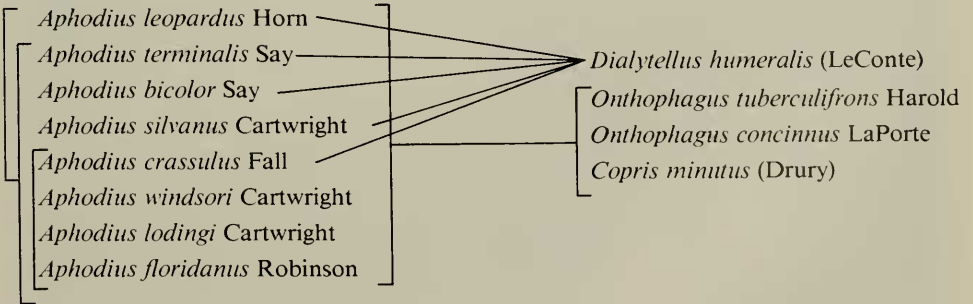 Aphodius leopardus Horn
Aphodius terminalis Say
Aphodius bicolor Say
Aphodius silvanus Cartwright
Aphodius crassulus Fall
Aphodius windsori Cartwright
Aphodius lodingi Cartwright
Aphodius floridanus Robinson
Dialytellus humeralis (LeConte)
Onthophagus tuberculifrons Harold
Onthophagus concinnus LaPorte
Copris minutus (Drury)